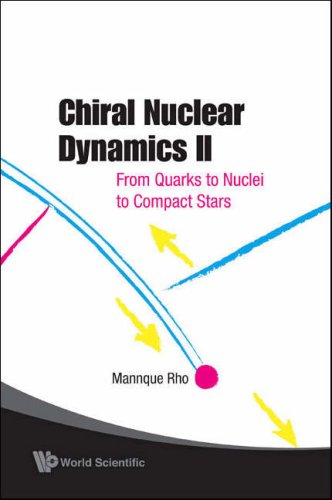 Chiral Nuclear
Dynamics II
From Quarks to Nuclei
to Compact Stars
Mannque Rho
World Scientific